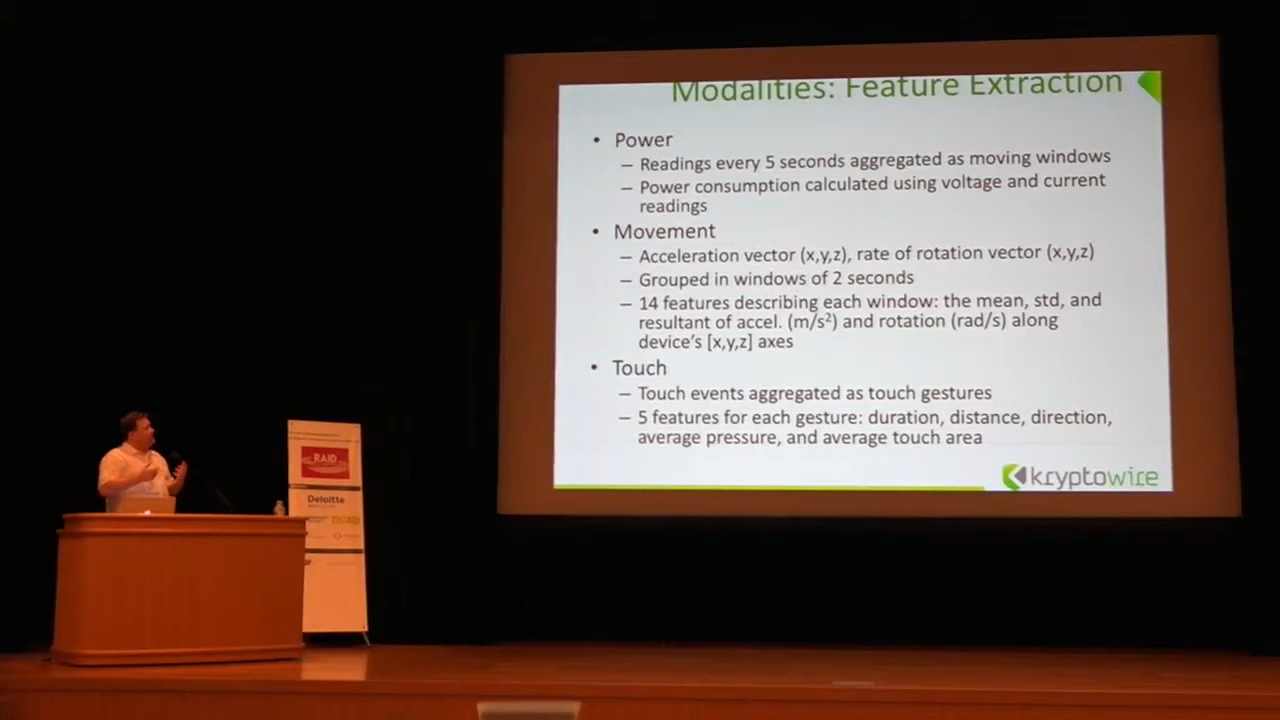 Modalities: Feature Extraction
• Power
– Readings every 5 seconds aggregated as moving windows
– Power consumption calculated using voltage and current
readings
• Movement
– Acceleration vector (x,y,z), rate of rotation vector (x,y,z)
– Grouped in windows of 2 seconds
– 14 features describing each window: the mean, std, and
resultant of accel. (m/s²) and rotation (rad/s) along
device's [x,y,z] axes
• Touch
– Touch events aggregated as touch gestures
– 5 features for each gesture: duration, distance, direction,
average pressure, and average touch area
kryptowire
RAID
Deloitte